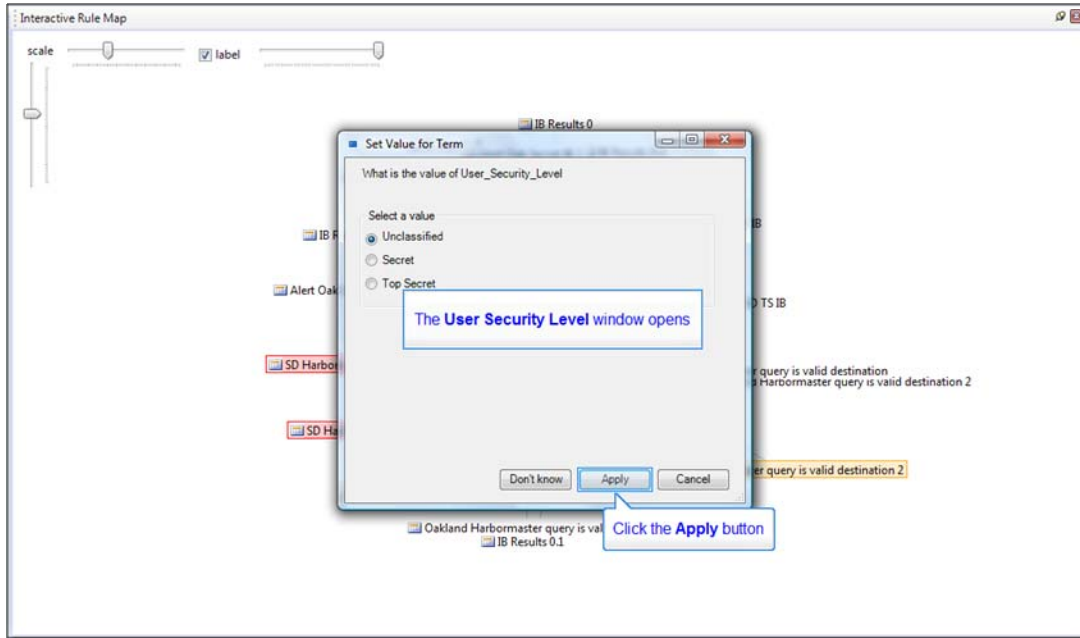 Interactive Rule Map
scale
label
IB Results 0
Set Value for Term
What is the value of User_Security_Level
IB
Select a value
Unclassified
IB R
Secret
Alert Oak
Top Secret
TS IB
The User Security Level window opens
SD Harbor
r query is valid destination
Harbormaster query is valid destination 2
SD Ha
er query is valid destination 2
Don't know
Apply
Cancel
Oakland Harbormaster query is val
Click the Apply button
IB Results 0.1